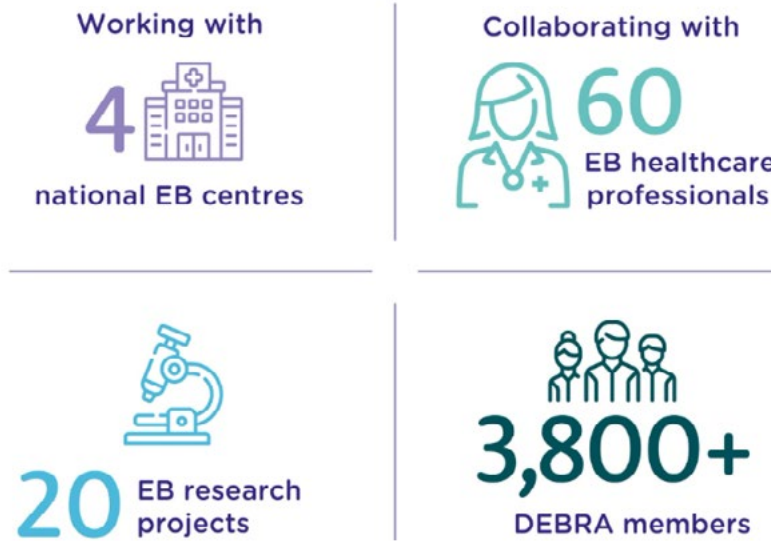 Working with
4
national EB centres
Collaborating with
60
EB healthcare
professionals
20
EB research
projects
3,800+
DEBRA members